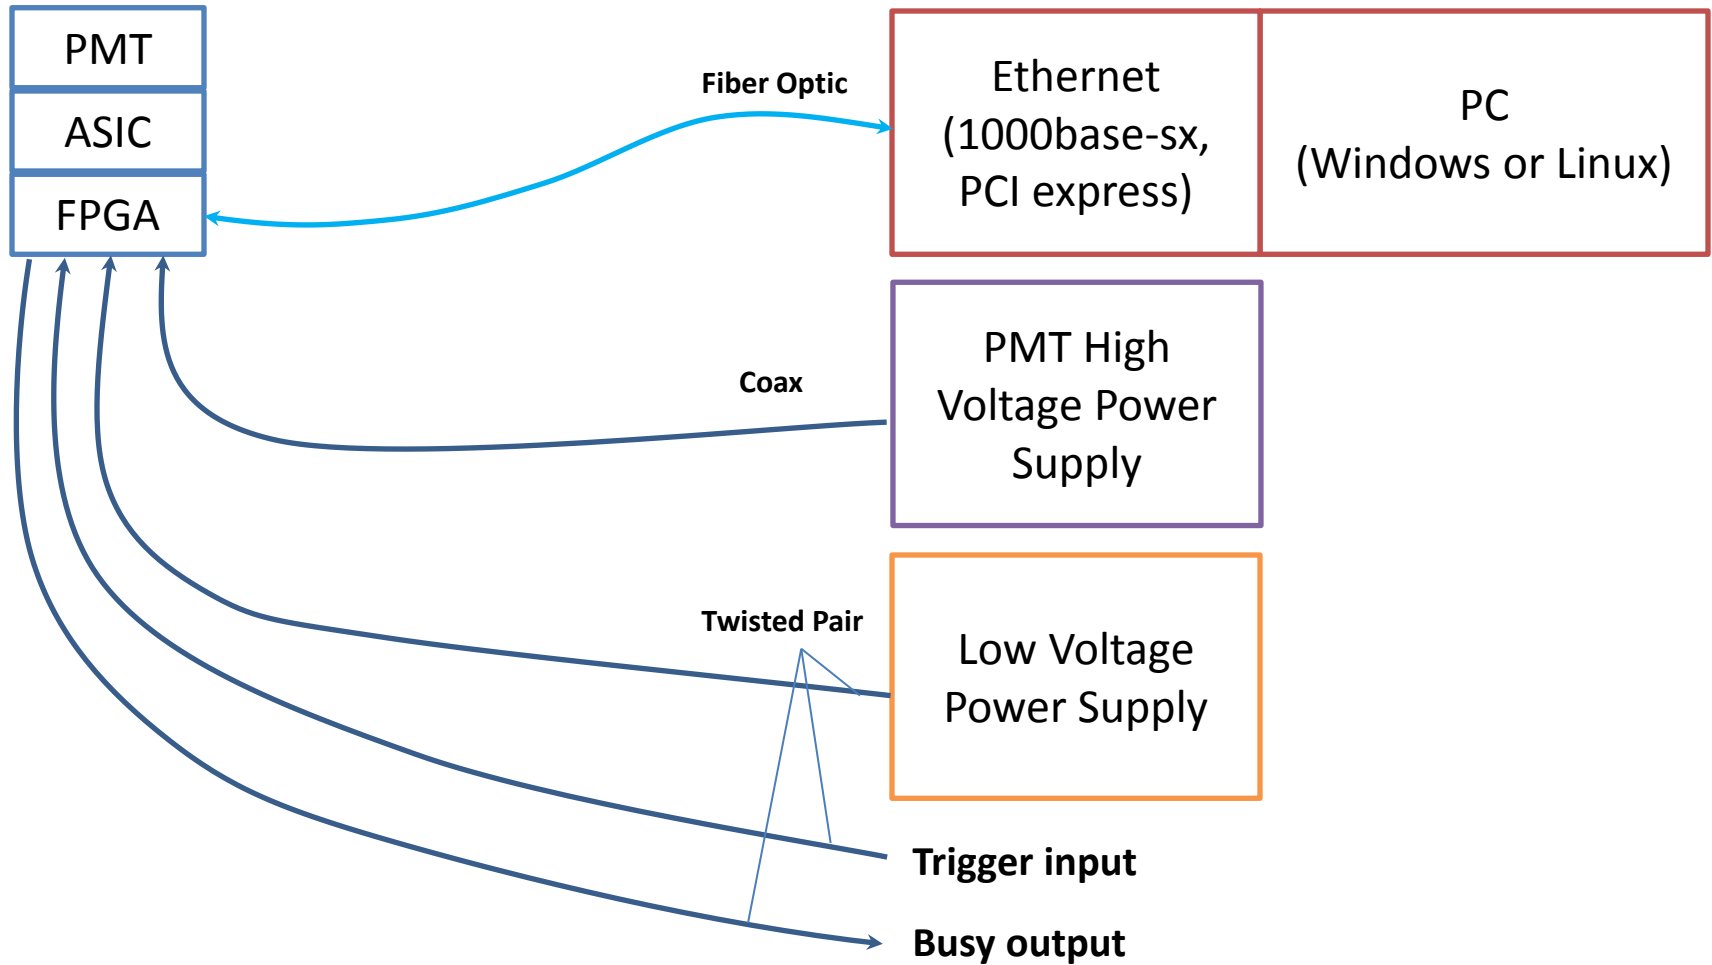 PMT
ASIC
FPGA
Fiber Optic
Ethernet
(1000base-sx,
PCI express)
PC
(Windows or Linux)
Coax
PMT High
Voltage Power
Supply
Twisted Pair
Low Voltage
Power Supply
Trigger input
Busy output